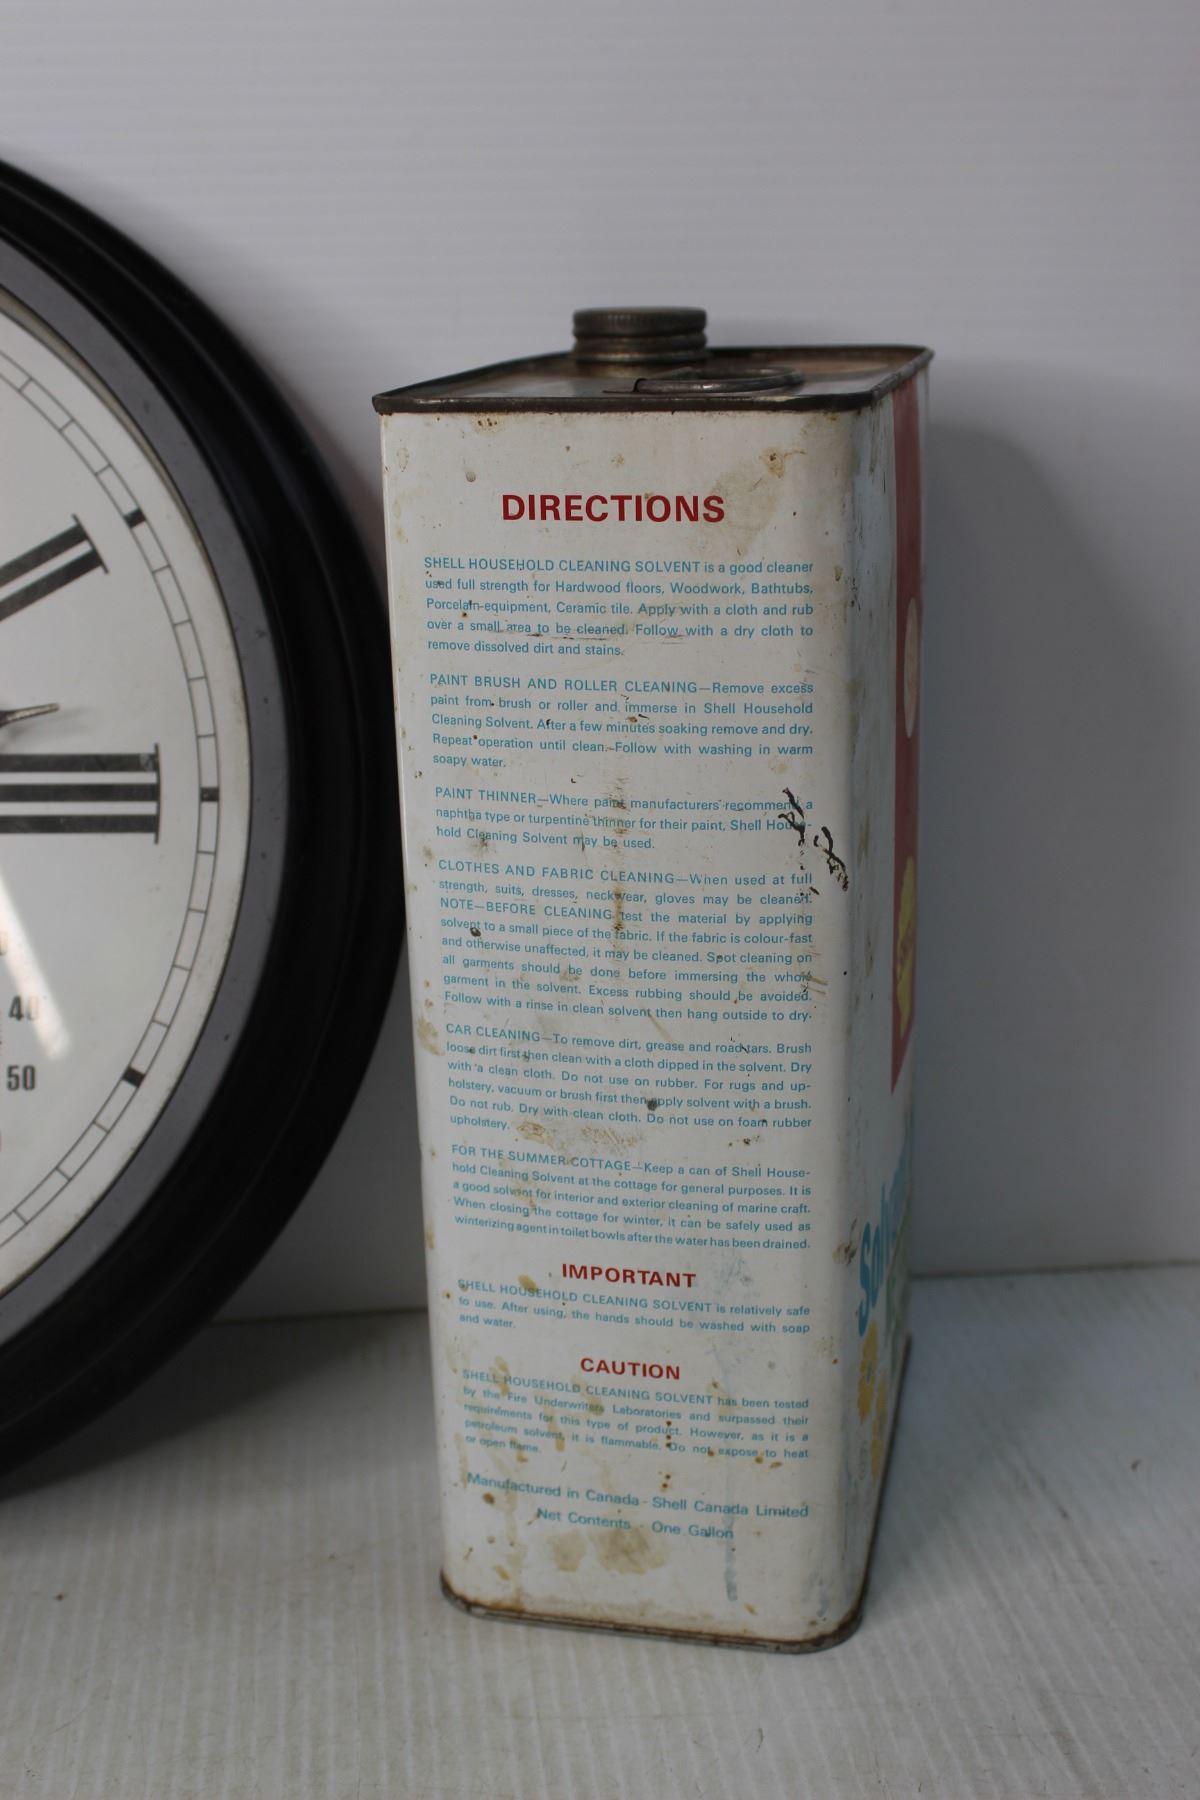 DIRECTIONS
SHELL HOUSEHOLD CLEANING SOLVENT is a good cleaner
used full strength for Hardwood floors, Woodwork, Bathtubs,
Porcelain-equipment, Ceramic tile. Apply with a cloth and rub
over a small area to be cleaned. Follow with a dry cloth to
remove dissolved dirt and stains.
PAINT BRUSH AND ROLLER CLEANING—Remove excess
paint from brush or roller and immerse in Shell Household
Cleaning Solvent. After a few minutes soaking remove and dry.
Repeat operation until clean. Follow with washing in warm
soapy water.
PAINT THINNER—Where paint manufacturers recommend a
naphtha type or turpentine thinner for their paint, Shell House-
hold Cleaning Solvent may be used.
CLOTHES AND FABRIC CLEANING—When used at full
strength, suits, dresses, neckwear, gloves may be cleaned.
NOTE—BEFORE CLEANING test the material by applying
solvent to a small piece of the fabric. If the fabric is colour-fast
and otherwise unaffected, it may be cleaned. Spot cleaning on
all garments should be done before immersing the whole
garment in the solvent. Excess rubbing should be avoided.
Follow with a rinse in clean solvent then hang outside to dry.
CAR CLEANING—To remove dirt, grease and road tars. Brush
loose dirt first then clean with a cloth dipped in the solvent. Dry
with a clean cloth. Do not use on rubber. For rugs and up-
holstery, vacuum or brush first then apply solvent with a brush.
Do not rub. Dry with clean cloth. Do not use on foam rubber
upholstery.
FOR THE SUMMER COTTAGE—Keep a can of Shell House-
hold Cleaning Solvent at the cottage for general purposes. It is
a good solvent for interior and exterior cleaning of marine craft.
When closing the cottage for winter, it can be safely used as
winterizing agent in toilet bowls after the water has been drained.
IMPORTANT
SHELL HOUSEHOLD CLEANING SOLVENT is relatively safe
to use. After using, the hands should be washed with soap
and water.
CAUTION
SHELL HOUSEHOLD CLEANING SOLVENT has been tested
by the Fire Underwriters Laboratories and surpassed their
requirements for this type of product. However, as it is a
petroleum solvent, it is flammable. Do not expose to heat
or open flame.
Manufactured in Canada - Shell Canada Limited
Net Contents - One Gallon
40
50
III